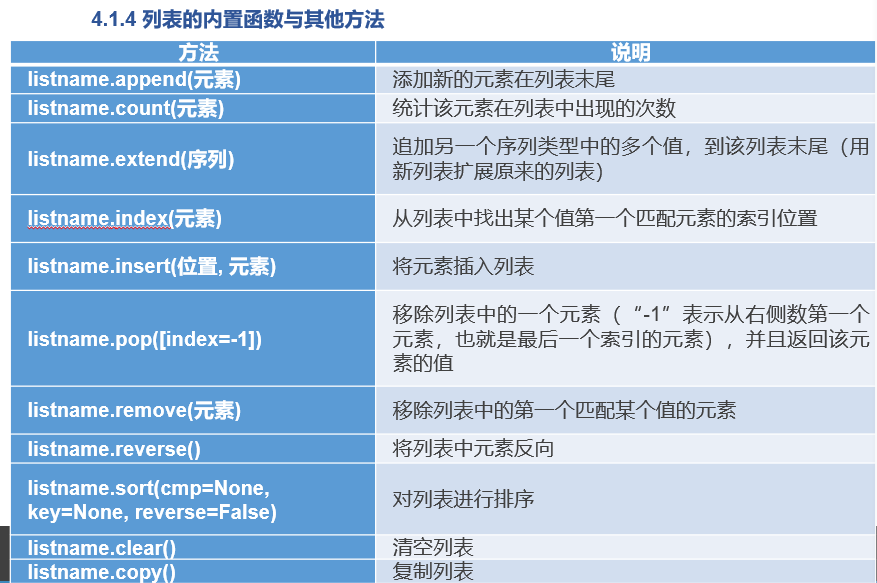 4.1.4 列表的内置函数与其他方法
方法 说明
listname.append(元素) 添加新的元素在列表末尾
listname.count(元素) 统计该元素在列表中出现的次数
listname.extend(序列) 追加另一个序列类型中的多个值，到该列表末尾（用
新列表扩展原来的列表）
listname.index(元素) 从列表中找出某个值第一个匹配元素的索引位置
listname.insert(位置, 元素) 将元素插入列表
listname.pop([index=-1]) 移除列表中的一个元素（“-1”表示从右侧数第一个
元素，也就是最后一个索引的元素），并且返回该元
素的值
listname.remove(元素) 移除列表中的第一个匹配某个值的元素
listname.reverse() 将列表中元素反向
listname.sort(cmp=None,
key=None, reverse=False) 对列表进行排序
listname.clear() 清空列表
listname.copy() 复制列表